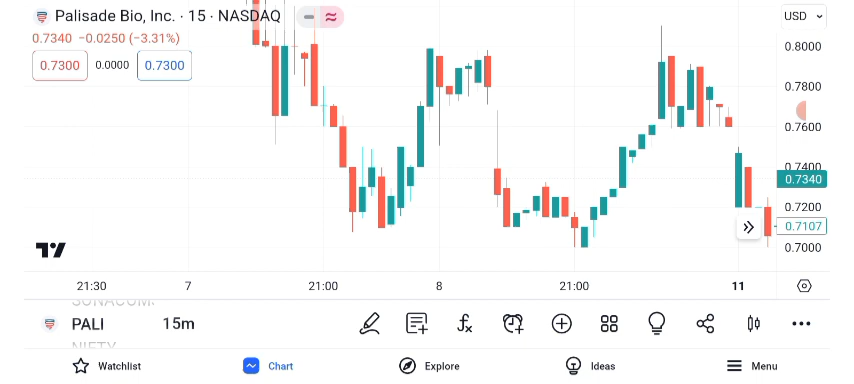 Palisade Bio, Inc. · 15 · NASDAQ
USD
0.7340 −0.0250 (−3.31%)
0.7300 0.0000 0.7300
0.8000
0.7800
0.7600
0.7400
0.7340
0.7200
0.7107
0.7000
21:30 7 21:00 8 21:00 11
PALI 15m
NIFTY
Watchlist Chart Explore Ideas Menu